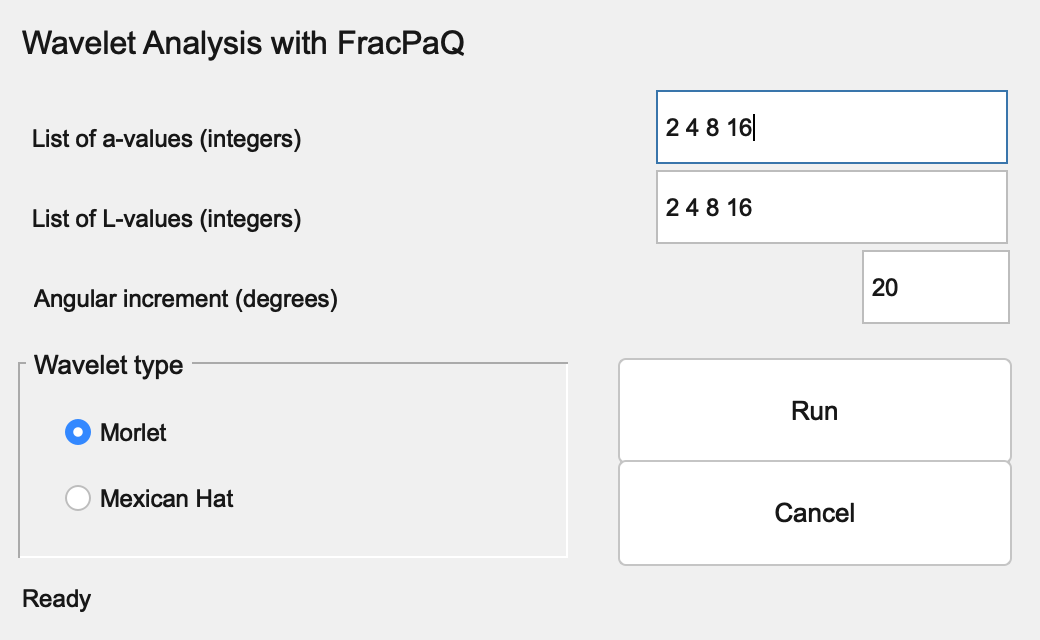 Wavelet Analysis with FracPaQ
List of a-values (integers) 2 4 8 16
List of L-values (integers) 2 4 8 16
Angular increment (degrees) 20
Wavelet type
Morlet
Mexican Hat
Run
Cancel
Ready